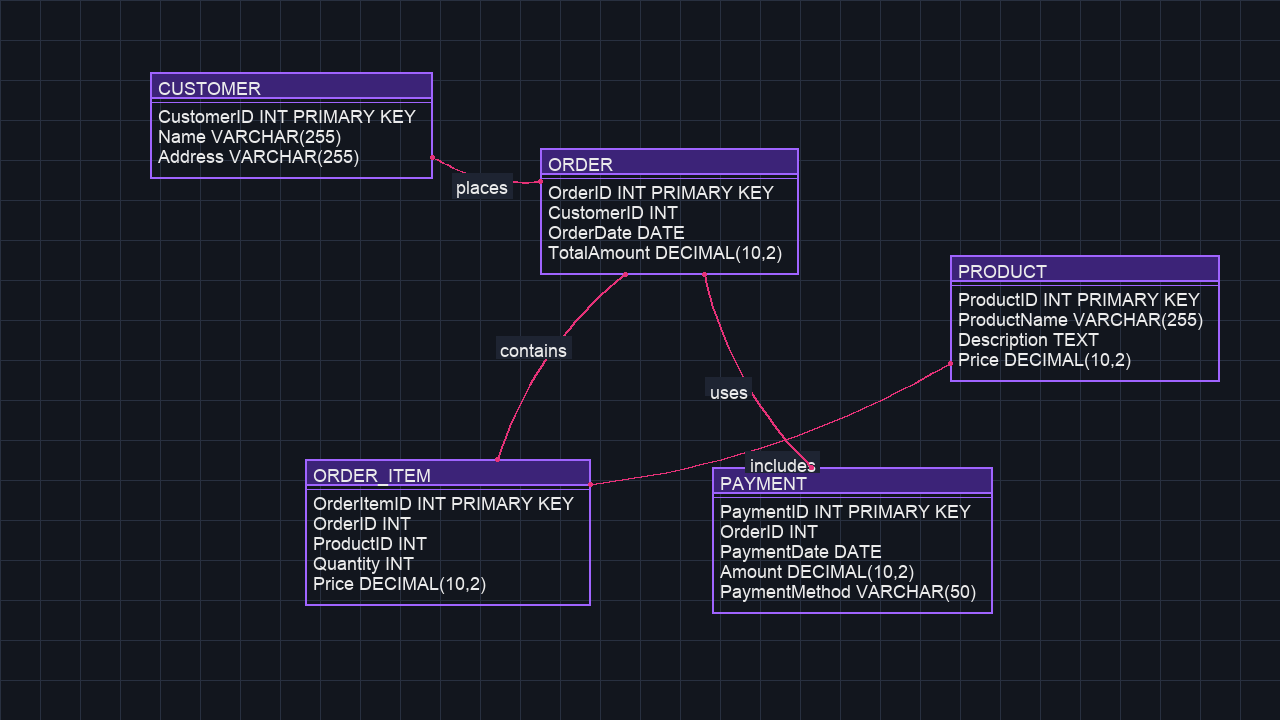 CUSTOMER
CustomerID INT PRIMARY KEY
Name VARCHAR(255)
Address VARCHAR(255)
places
ORDER
OrderID INT PRIMARY KEY
CustomerID INT
OrderDate DATE
TotalAmount DECIMAL(10,2)
PRODUCT
ProductID INT PRIMARY KEY
ProductName VARCHAR(255)
Description TEXT
Price DECIMAL(10,2)
contains
uses
includes
ORDER_ITEM
OrderItemID INT PRIMARY KEY
OrderID INT
ProductID INT
Quantity INT
Price DECIMAL(10,2)
PAYMENT
PaymentID INT PRIMARY KEY
OrderID INT
PaymentDate DATE
Amount DECIMAL(10,2)
PaymentMethod VARCHAR(50)